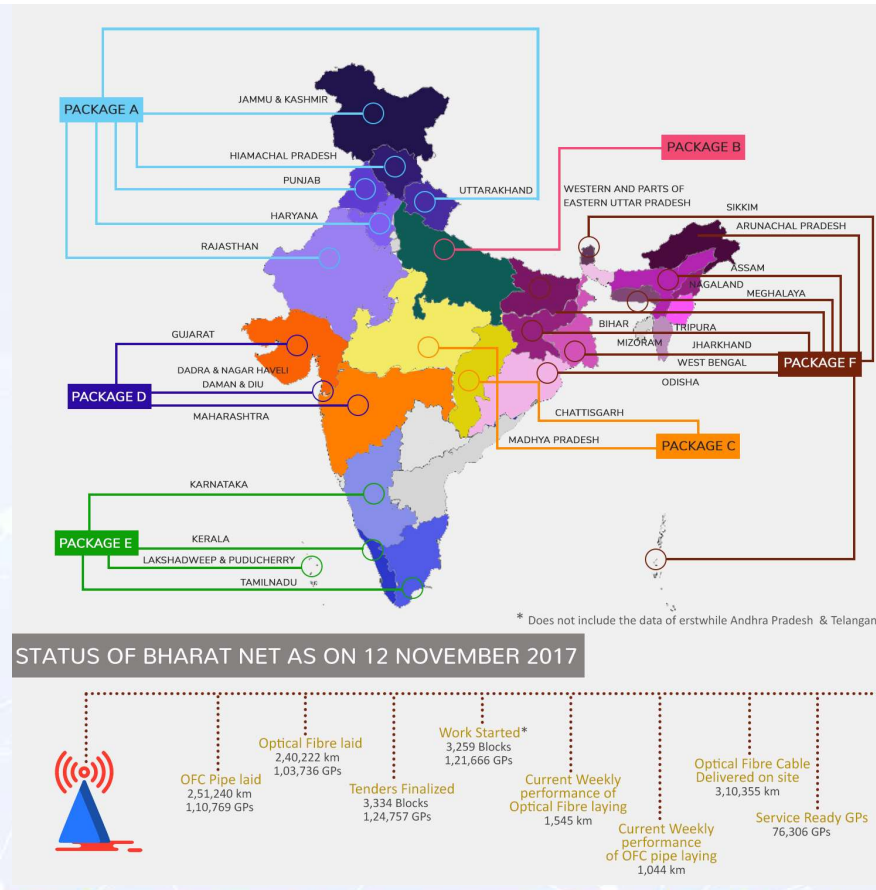 PACKAGE A
JAMMU & KASHMIR
HIAMACHAL PRADESH
PUNJAB
HARYANA
RAJASTHAN
UTTARAKHAND
PACKAGE B
WESTERN AND PARTS OF
EASTERN UTTAR PRADESH
SIKKIM
ARUNACHAL PRADESH
ASSAM
NAGALAND
MEGHALAYA
BIHAR
TRIPURA
MIZORAM
JHARKHAND
WEST BENGAL
ODISHA
PACKAGE F
GUJARAT
DADRA & NAGAR HAVELI
DAMAN & DIU
PACKAGE D
MAHARASHTRA
CHATTISGARH
MADHYA PRADESH
PACKAGE C
KARNATAKA
PACKAGE E
KERALA
LAKSHADWEEP & PUDUCHERRY
TAMILNADU
* Does not include the data of erstwhile Andhra Pradesh & Telangan
STATUS OF BHARAT NET AS ON 12 NOVEMBER 2017
OFC Pipe laid
2,51,240 km
1,10,769 GPs
Optical Fibre laid
2,40,222 km
1,03,736 GPs
Tenders Finalized
3,334 Blocks
1,24,757 GPs
Work Started*
3,259 Blocks
1,21,666 GPs
Current Weekly
performance of
Optical Fibre laying
1,545 km
Current Weekly
performance
of OFC pipe laying
1,044 km
Optical Fibre Cable
Delivered on site
3,10,355 km
Service Ready GPs
76,306 GPs